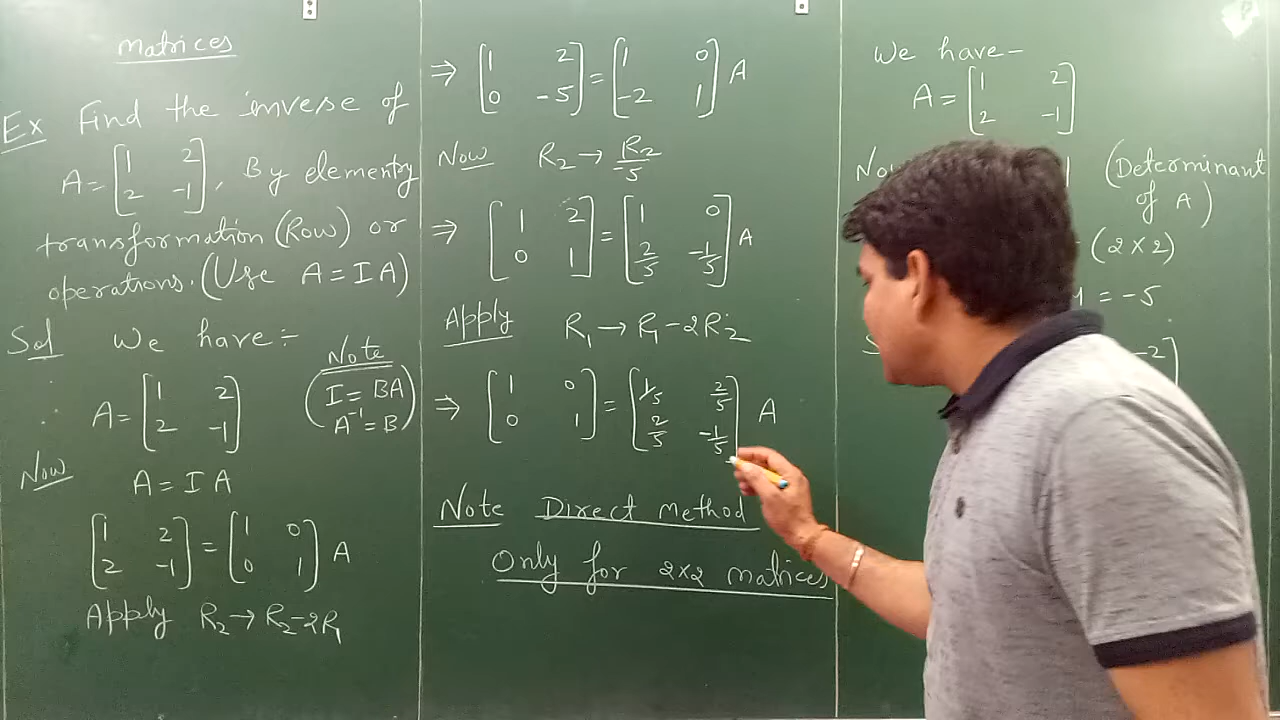 Matrices
Ex Find the inverse of
A = [1 2; 2 -1], By elementry
transformation (Row) or
operations. (Use A = IA)
Sol We have :-
A = [1 2; 2 -1]
Note
(I = BA
A⁻¹ = B)
Now A = IA
[1 2; 2 -1] = [1 0; 0 1] A
Apply R₂ → R₂ - 2R₁
⇒ [1 2; 0 -5] = [1 0; -2 1] A
Now R₂ → R₂/-5
⇒ [1 2; 0 1] = [1 0; 2/5 -1/5] A
Apply R₁ → R₁ - 2R₂
⇒ [1 0; 0 1] = [1/5 2/5; 2/5 -1/5] A
Note Direct method
Only for 2×2 matrices
We have -
A = [1 2; 2 -1]
(Determinant
of A)
(2×2)
= -5
-2]